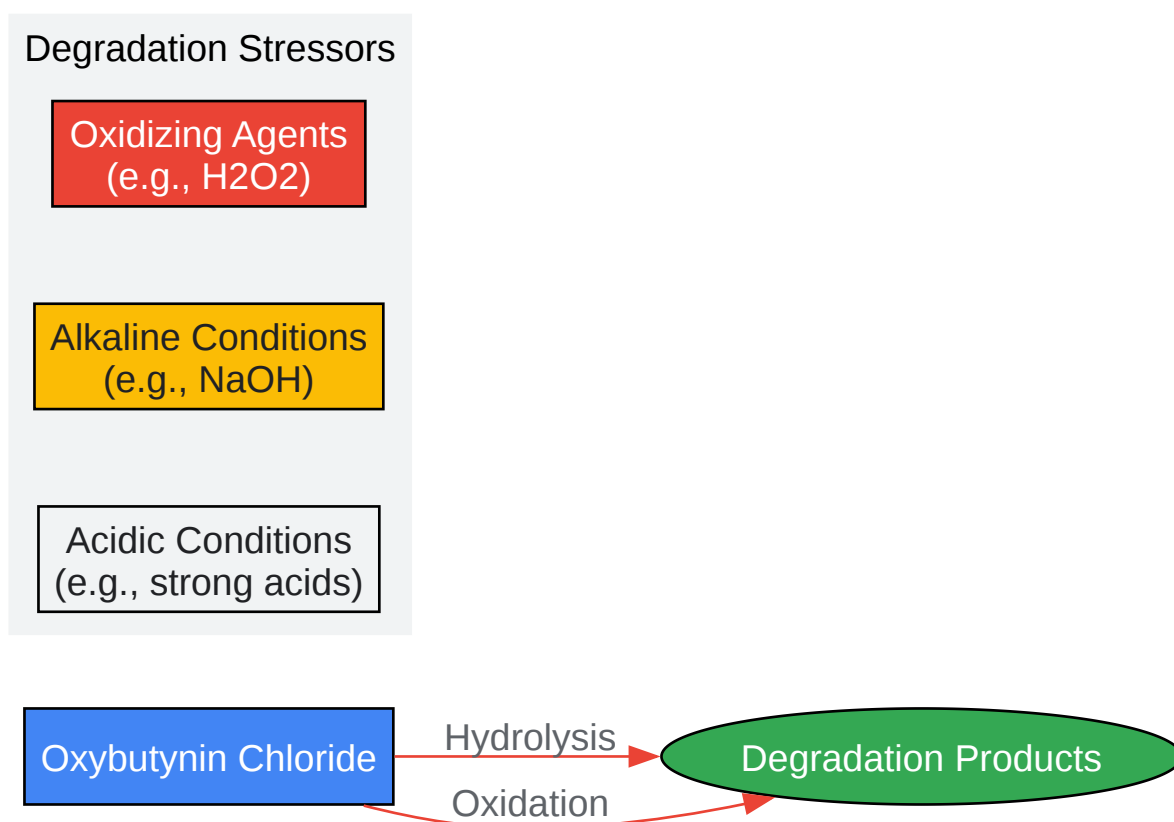 Degradation Stressors
Oxidizing Agents
(e.g., H2O2)
Alkaline Conditions
(e.g., NaOH)
Acidic Conditions
(e.g., strong acids)
Oxybutynin Chloride
Hydrolysis
Degradation Products
Oxidation